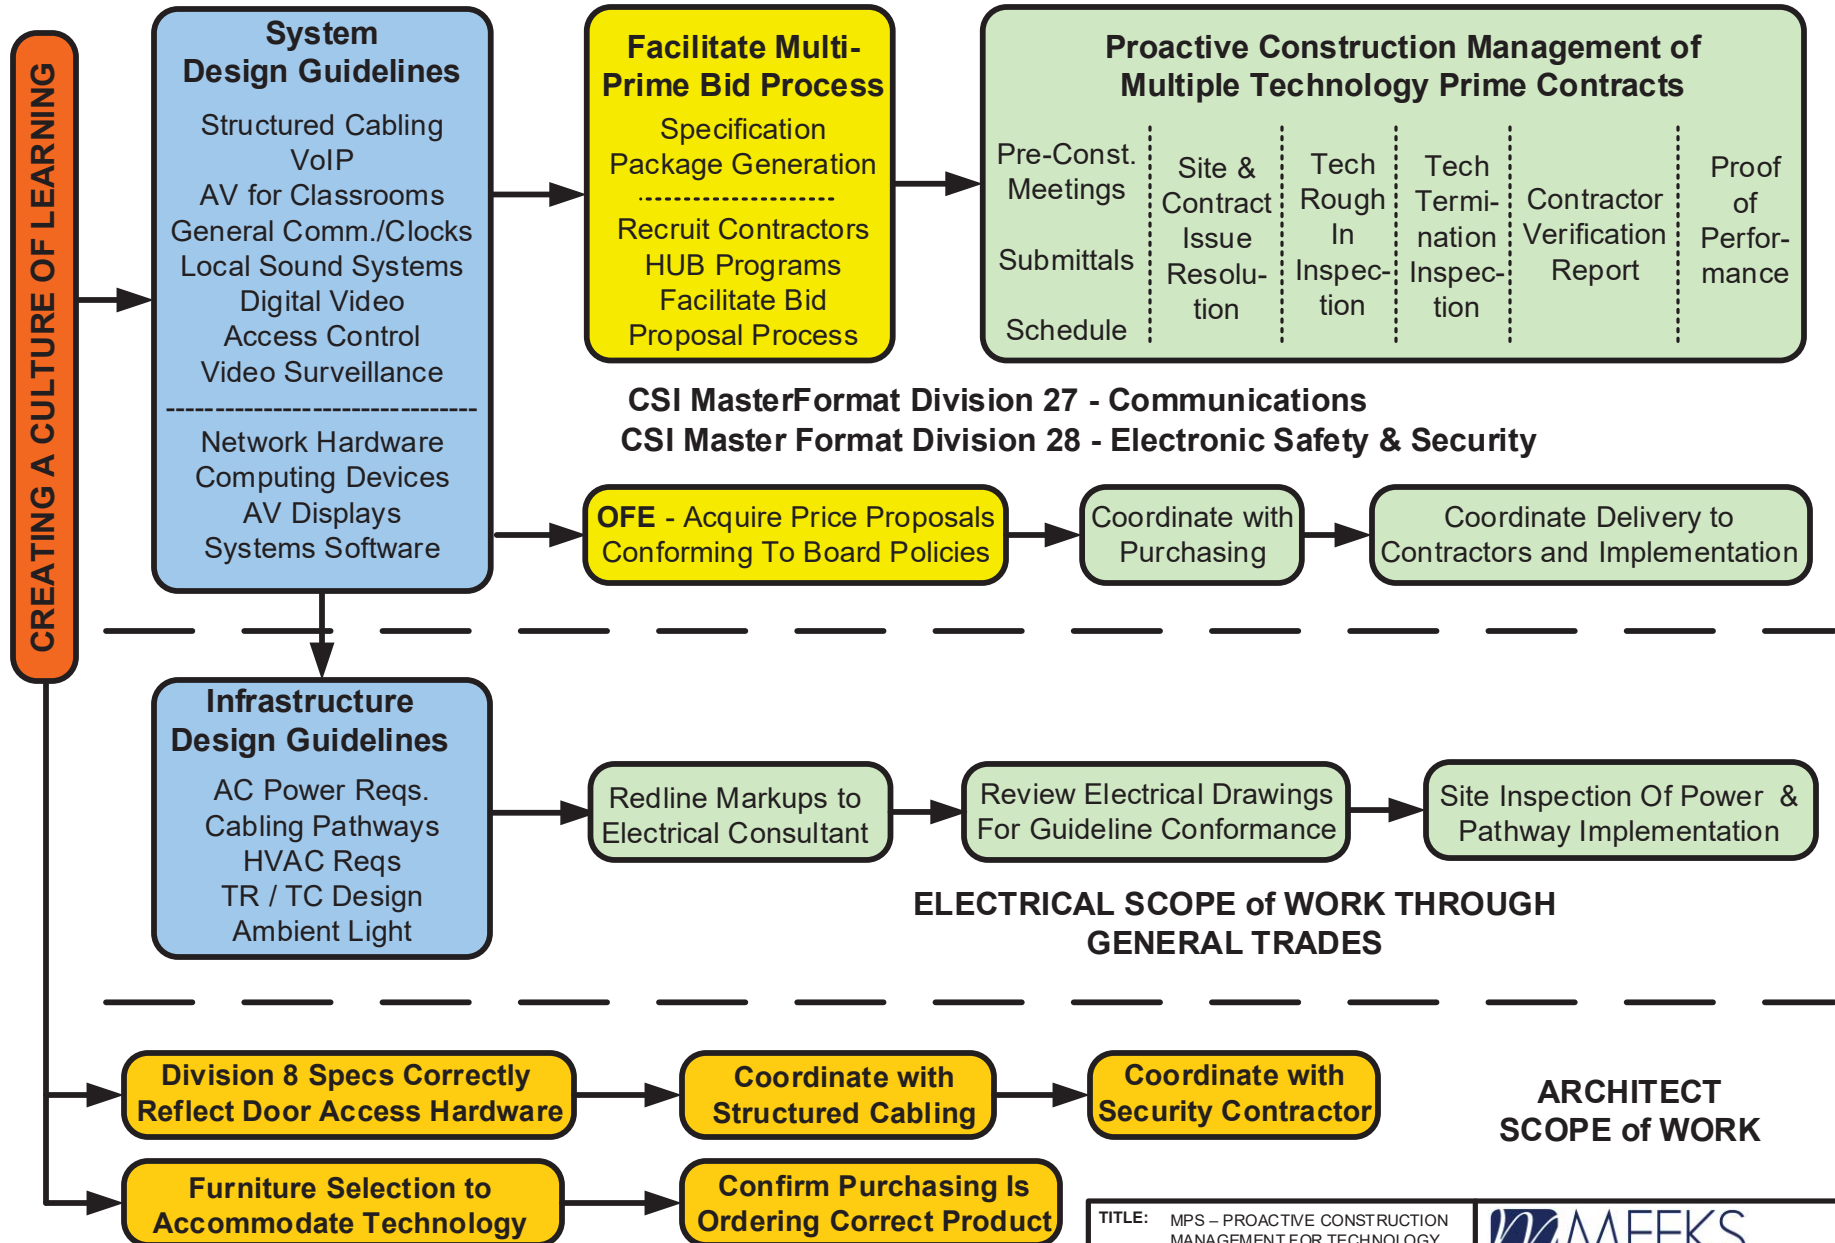 CREATING A CULTURE OF LEARNING
System
Design Guidelines
Structured Cabling
VoIP
AV for Classrooms
General Comm./Clocks
Local Sound Systems
Digital Video
Access Control
Video Surveillance
Network Hardware
Computing Devices
AV Displays
Systems Software
Facilitate Multi-
Prime Bid Process
Specification
Package Generation
Recruit Contractors
HUB Programs
Facilitate Bid
Proposal Process
Proactive Construction Management of
Multiple Technology Prime Contracts
Pre-Const.
Meetings
Submittals
Schedule
Site &
Contract
Issue
Resolu-
tion
Tech
Rough
In
Inspec-
tion
Tech
Termi-
nation
Inspec-
tion
Contractor
Verification
Report
Proof
of
Perfor-
mance
CSI MasterFormat Division 27 - Communications
CSI Master Format Division 28 - Electronic Safety & Security
OFE - Acquire Price Proposals
Conforming To Board Policies
Coordinate with
Purchasing
Coordinate Delivery to
Contractors and Implementation
Infrastructure
Design Guidelines
AC Power Reqs.
Cabling Pathways
HVAC Reqs
TR / TC Design
Ambient Light
Redline Markups to
Electrical Consultant
Review Electrical Drawings
For Guideline Conformance
Site Inspection Of Power &
Pathway Implementation
ELECTRICAL SCOPE of WORK THROUGH
GENERAL TRADES
Division 8 Specs Correctly
Reflect Door Access Hardware
Coordinate with
Structured Cabling
Coordinate with
Security Contractor
ARCHITECT
SCOPE of WORK
Furniture Selection to
Accommodate Technology
Confirm Purchasing Is
Ordering Correct Product
TITLE: MPS – PROACTIVE CONSTRUCTION
MANAGEMENT FOR TECHNOLOGY
MEEKS